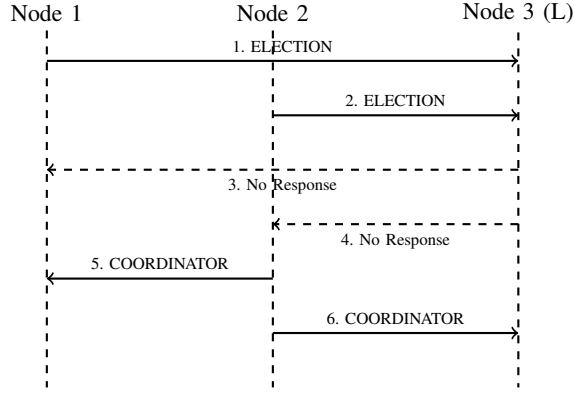 Node 1 Node 2 Node 3 (L)
1. ELECTION
2. ELECTION
3. No Response
4. No Response
5. COORDINATOR
6. COORDINATOR